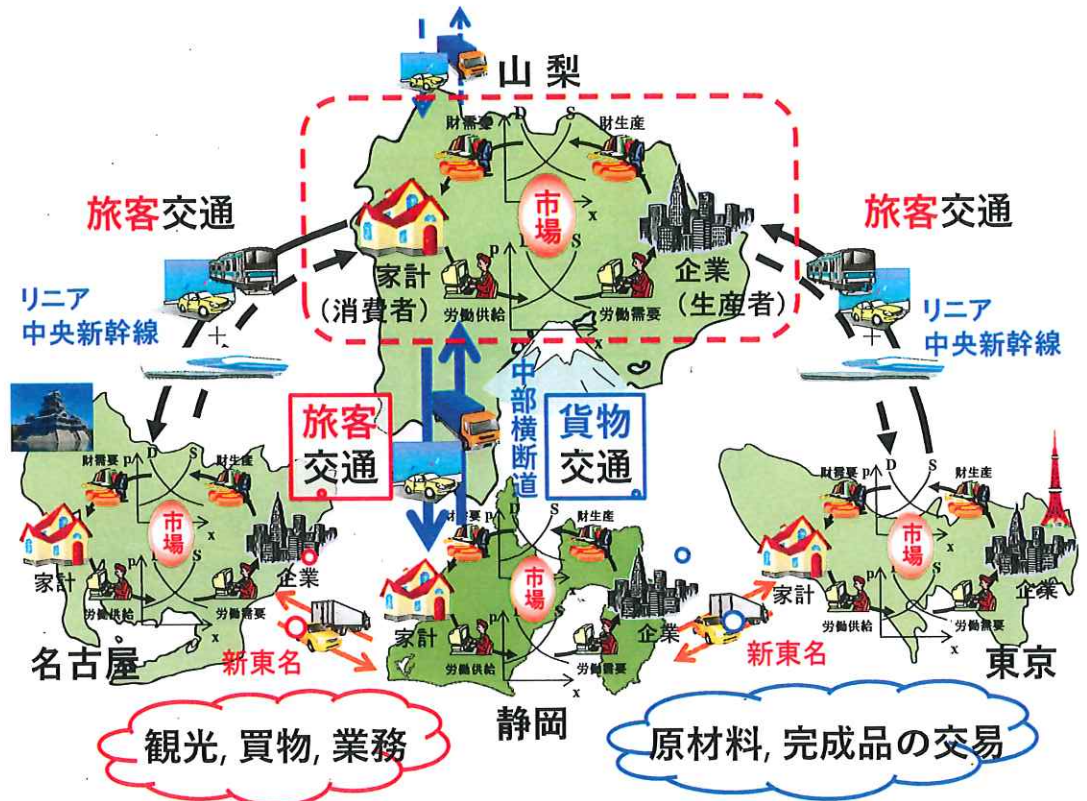 山梨
財需要
D
S
財生産
市場
x
家計
（消費者）
p
D
S
企業
（生産者）
労働供給
労働需要
x
旅客交通
リニア
中央新幹線
旅客交通
リニア
中央新幹線
旅客
交通
中部横断道
貨物
交通
財需要
p
D
S
財生産
市場
x
家計
S
企業
労働供給
労働需要
x
名古屋
新東名
財需要
p
D
S
財生産
市場
x
家計
S
企業
労働供給
労働需要
x
静岡
新東名
財需要
D
S
財生産
市場
x
家計
S
企業
労働供給
労働需要
x
東京
観光, 買物, 業務
原材料, 完成品の交易